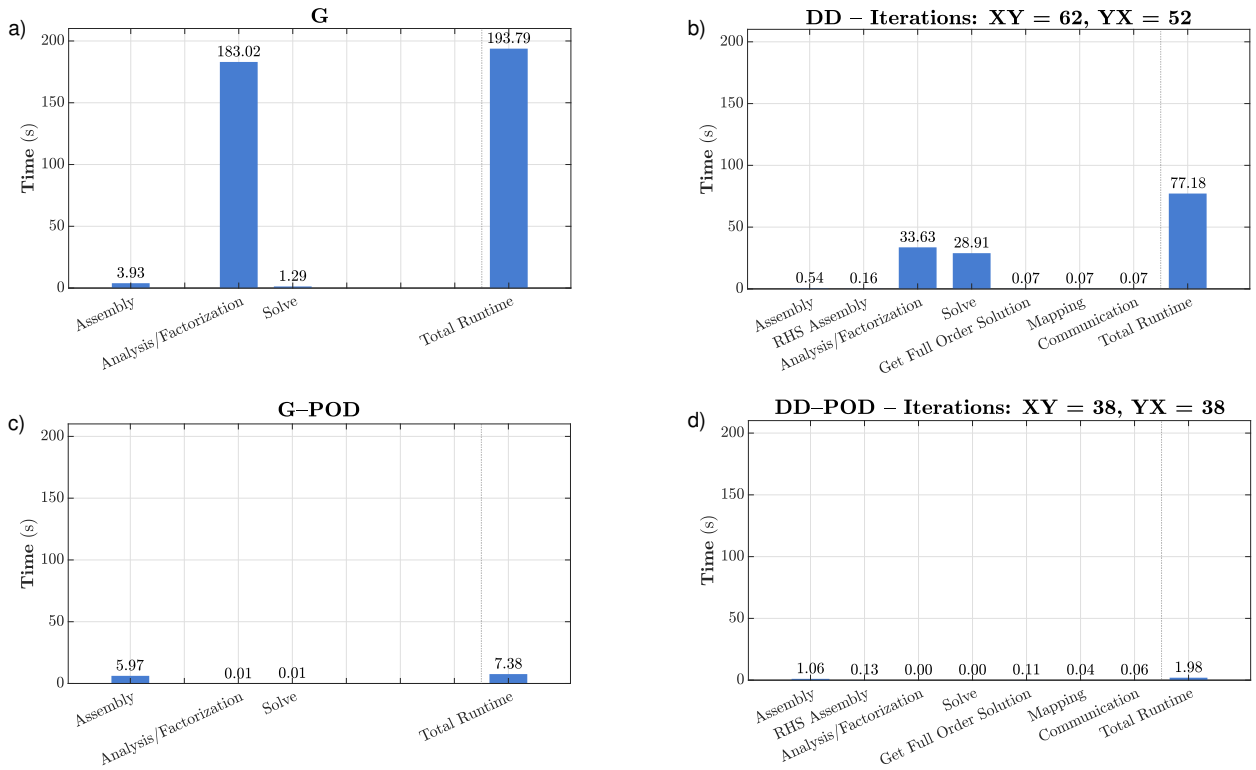 a)
G
Time (s)
200
150
100
50
0
3.93
183.02
1.29
193.79
Assembly
Analysis/Factorization
Solve
Total Runtime
b)
DD – Iterations: XY = 62, YX = 52
Time (s)
200
150
100
50
0
0.54
0.16
33.63
28.91
0.07
0.07
0.07
77.18
Assembly
RHS Assembly
Analysis/Factorization
Solve
Get Full Order Solution
Mapping
Communication
Total Runtime
c)
G–POD
Time (s)
200
150
100
50
0
5.97
0.01
0.01
7.38
Assembly
Analysis/Factorization
Solve
Total Runtime
d)
DD–POD – Iterations: XY = 38, YX = 38
Time (s)
200
150
100
50
0
1.06
0.13
0.00
0.00
0.11
0.04
0.06
1.98
Assembly
RHS Assembly
Analysis/Factorization
Solve
Get Full Order Solution
Mapping
Communication
Total Runtime